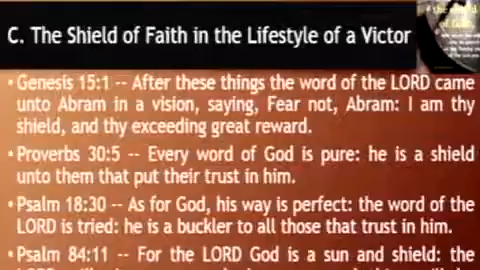 C. The Shield of Faith in the Lifestyle of a Victor
• Genesis 15:1 -- After these things the word of the LORD came
unto Abram in a vision, saying, Fear not, Abram: I am thy
shield, and thy exceeding great reward.
• Proverbs 30:5 -- Every word of God is pure: he is a shield
unto them that put their trust in him.
• Psalm 18:30 -- As for God, his way is perfect: the word of the
LORD is tried: he is a buckler to all those that trust in him.
• Psalm 84:11 -- For the LORD God is a sun and shield: the